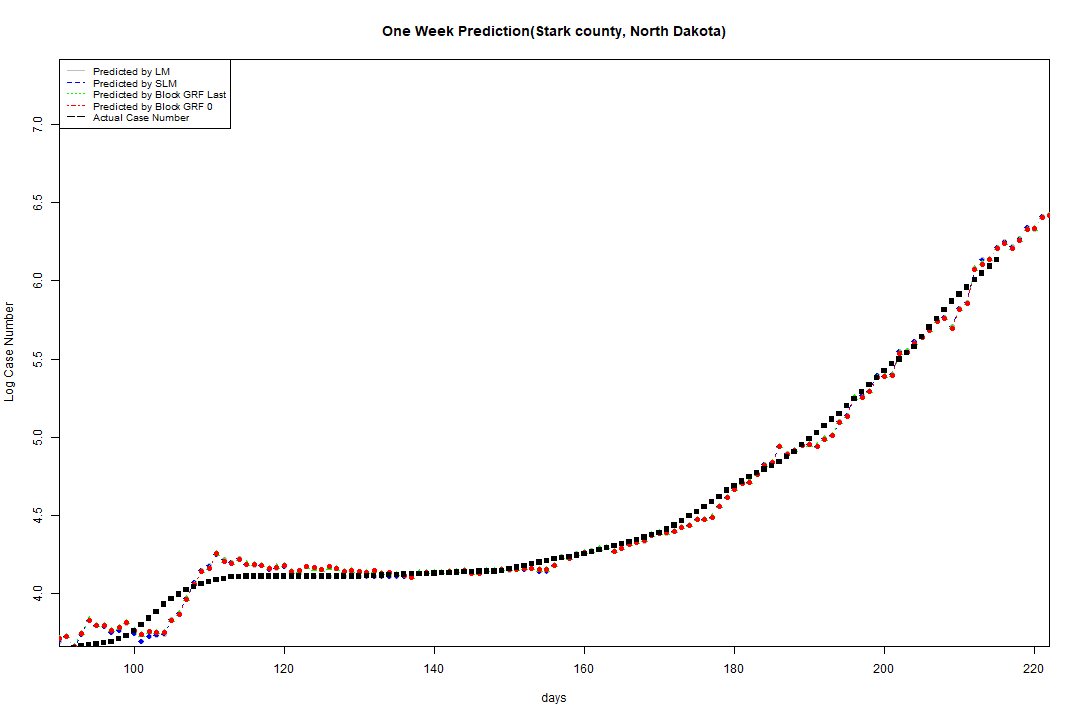 One Week Prediction(Stark county, North Dakota)
Predicted by LM
Predicted by SLM
Predicted by Block GRF Last
Predicted by Block GRF 0
Actual Case Number
7.0
6.5
6.0
5.5
5.0
4.5
4.0
Log Case Number
100 120 140 160 180 200 220
days